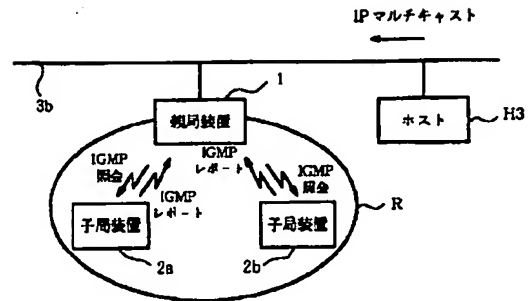 IPマルチキャスト
3b
1
親局装置
ホスト
H3
IGMP
照会
IGMP
レポート
IGMP
レポート
IGMP
照会
子局装置
子局装置
R
2a
2b